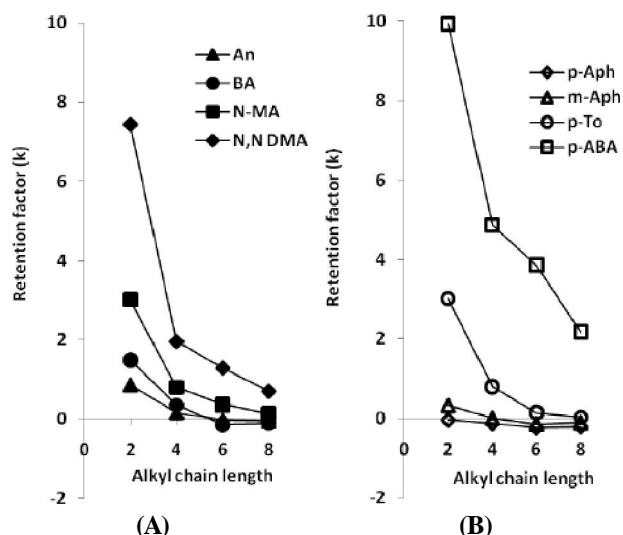 10
8
6
4
2
0
-2
Retention factor (k)
An
BA
N-MA
N,N DMA
0 2 4 6 8
Alkyl chain length
(A)
10
8
6
4
2
0
-2
Retention factor (k)
p-Aph
m-Aph
p-To
p-ABA
0 2 4 6 8
Alkyl chain length
(B)